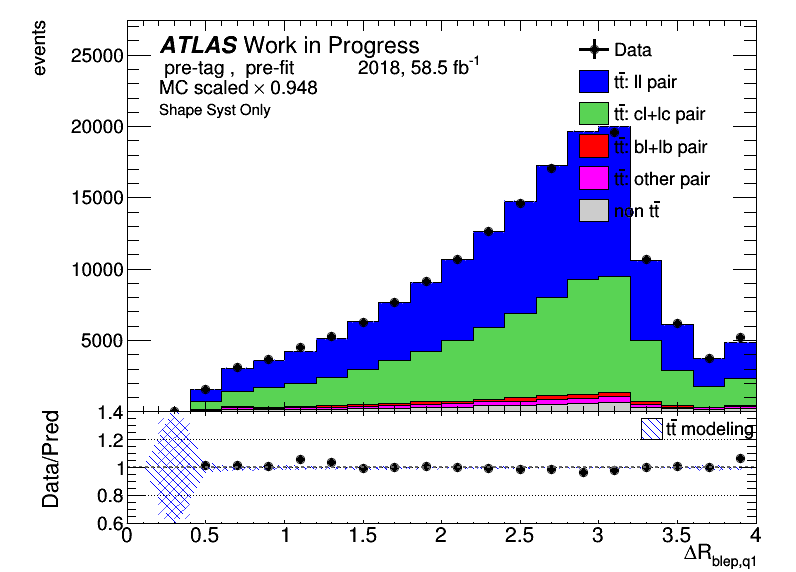 events
25000
20000
15000
10000
5000
ATLAS Work in Progress
pre-tag , pre-fit 2018, 58.5 fb⁻¹
MC scaled × 0.948
Shape Syst Only
Data
tt̄: ll pair
tt̄: cl+lc pair
tt̄: bl+lb pair
tt̄: other pair
non tt̄
Data/Pred
1.4
1.2
1
0.8
0.6
tt̄ modeling
0 0.5 1 1.5 2 2.5 3 3.5 4
ΔR_blep,q1